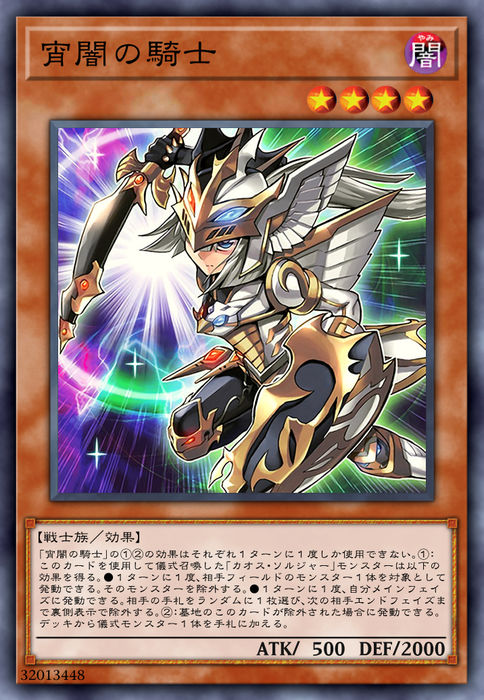 宵闇の騎士
やみ
闇
【戦士族／効果】
「宵闇の騎士」の①②の効果はそれぞれ１ターンに１度しか使用できない。①：
このカードを使用して儀式召喚した「カオス・ソルジャー」モンスターは以下の
効果を得る。●１ターンに１度、相手フィールドのモンスター１体を対象として
発動できる。そのモンスターを除外する。●１ターンに１度、自分メインフェイ
ズに発動できる。相手の手札をランダムに１枚選び、次の相手エンドフェイズま
で裏側表示で除外する。②：墓地のこのカードが除外された場合に発動できる。
デッキから儀式モンスター１体を手札に加える。
ATK/ 500 DEF/2000
32013448